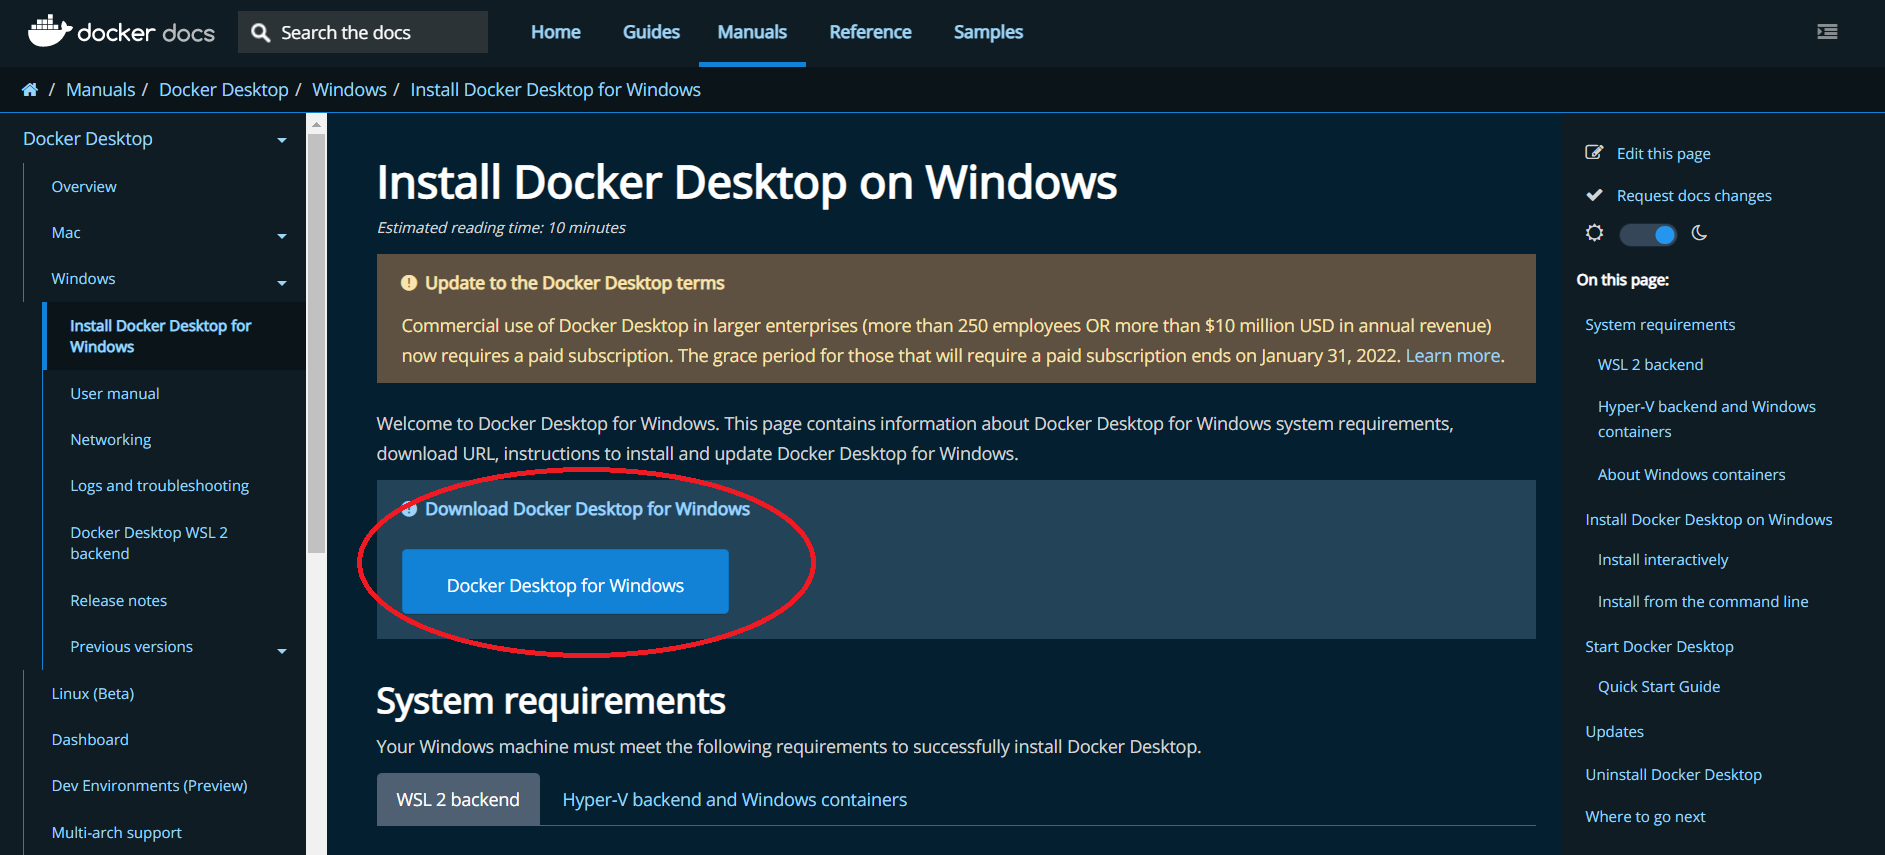 docker docs
Search the docs
Home
Guides
Manuals
Reference
Samples
/ Manuals / Docker Desktop / Windows / Install Docker Desktop for Windows
Docker Desktop
Overview
Mac
Windows
Install Docker Desktop for
Windows
User manual
Networking
Logs and troubleshooting
Docker Desktop WSL 2
backend
Release notes
Previous versions
Linux (Beta)
Dashboard
Dev Environments (Preview)
Multi-arch support
Install Docker Desktop on Windows
Estimated reading time: 10 minutes
Update to the Docker Desktop terms
Commercial use of Docker Desktop in larger enterprises (more than 250 employees OR more than $10 million USD in annual revenue)
now requires a paid subscription. The grace period for those that will require a paid subscription ends on January 31, 2022. Learn more.
Welcome to Docker Desktop for Windows. This page contains information about Docker Desktop for Windows system requirements,
download URL, instructions to install and update Docker Desktop for Windows.
Download Docker Desktop for Windows
Docker Desktop for Windows
System requirements
Your Windows machine must meet the following requirements to successfully install Docker Desktop.
WSL 2 backend
Hyper-V backend and Windows containers
Edit this page
Request docs changes
On this page:
System requirements
WSL 2 backend
Hyper-V backend and Windows
containers
About Windows containers
Install Docker Desktop on Windows
Install interactively
Install from the command line
Start Docker Desktop
Quick Start Guide
Updates
Uninstall Docker Desktop
Where to go next